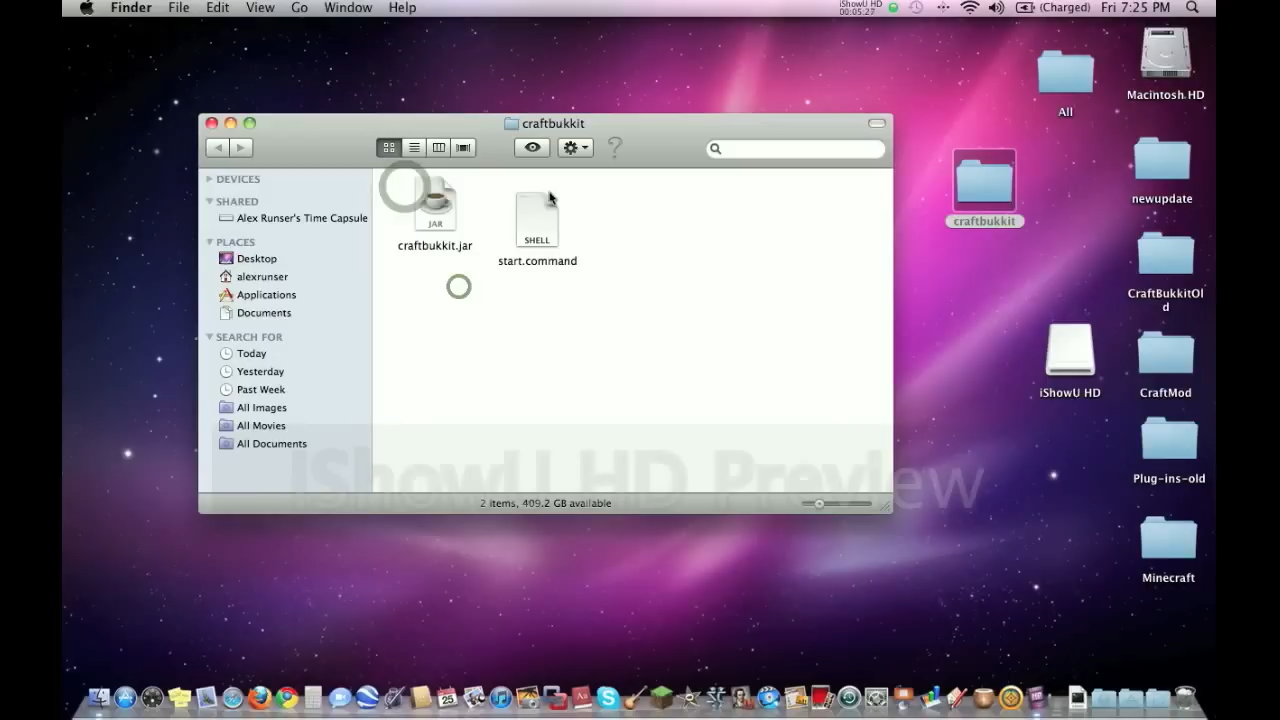 Finder File Edit View Go Window Help
iShowU HD
00:05:27
(Charged) Fri 7:25 PM
craftbukkit
DEVICES
SHARED
Alex Runser's Time Capsule
PLACES
Desktop
alexrunser
Applications
Documents
SEARCH FOR
Today
Yesterday
Past Week
All Images
All Movies
All Documents
JAR
craftbukkit.jar
SHELL
start.command
iShowU HD Preview
2 items, 409.2 GB available
All
Macintosh HD
craftbukkit
newupdate
CraftBukkitOl
d
iShowU HD
CraftMod
Plug-ins-old
Minecraft